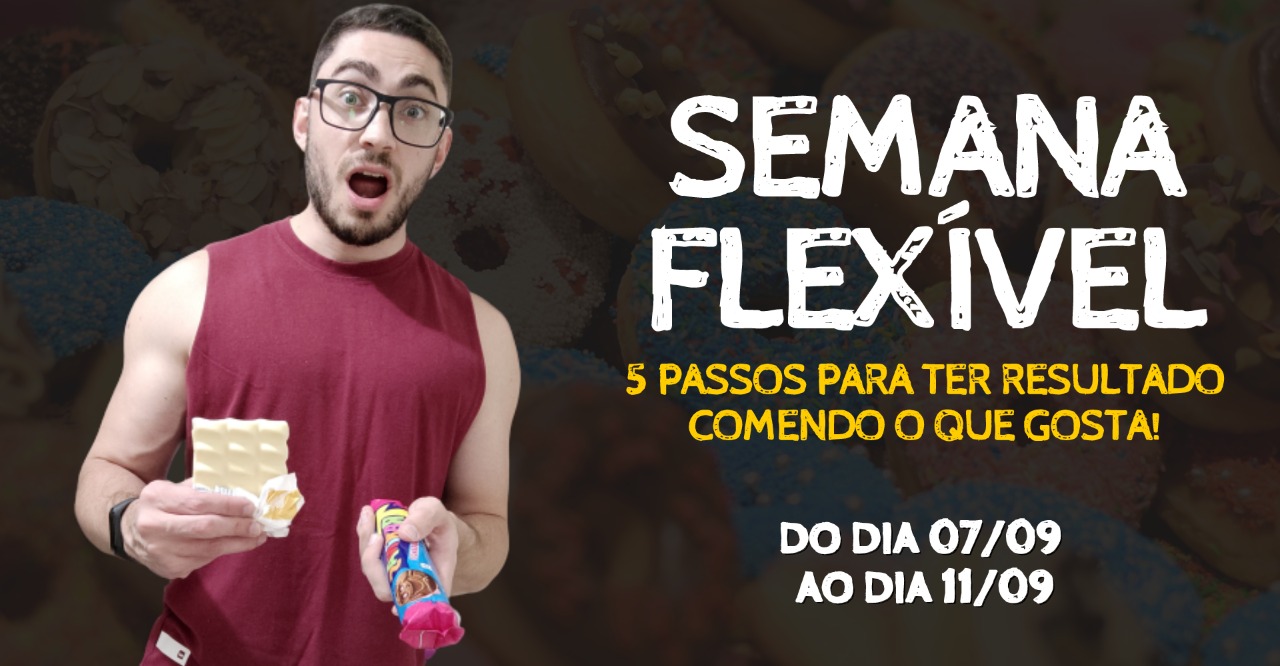 SEMANA
FLEXÍVEL
5 PASSOS PARA TER RESULTADO
COMENDO O QUE GOSTA!
DO DIA 07/09
AO DIA 11/09